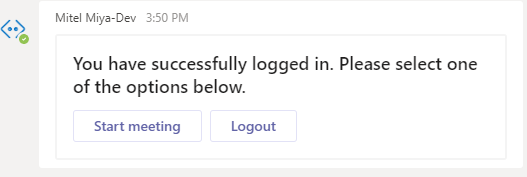 Mitel Miya-Dev 3:50 PM
You have successfully logged in. Please select one
of the options below.
Start meeting Logout